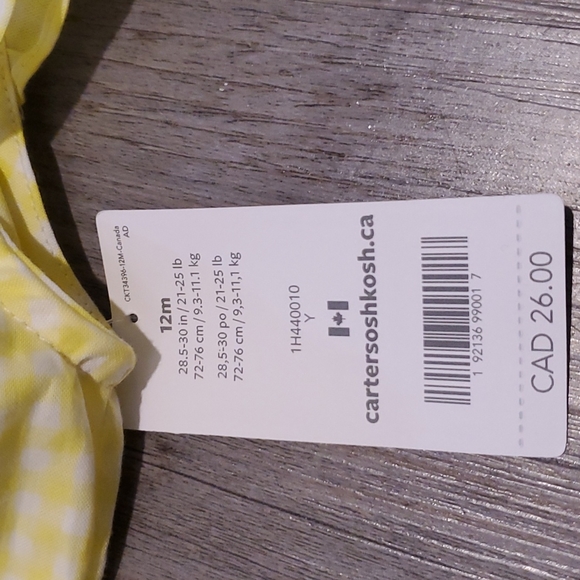 CK134396-12M-Canada
AD
12m
28.5-30 in / 21-25 lb
72-76 cm / 9.3-11.1 kg
28,5-30 po / 21-25 lb
72-76 cm / 9,3-11,1 kg
1H440010
Y
cartersoshkosh.ca
1 92136 99001 7
CAD 26.00